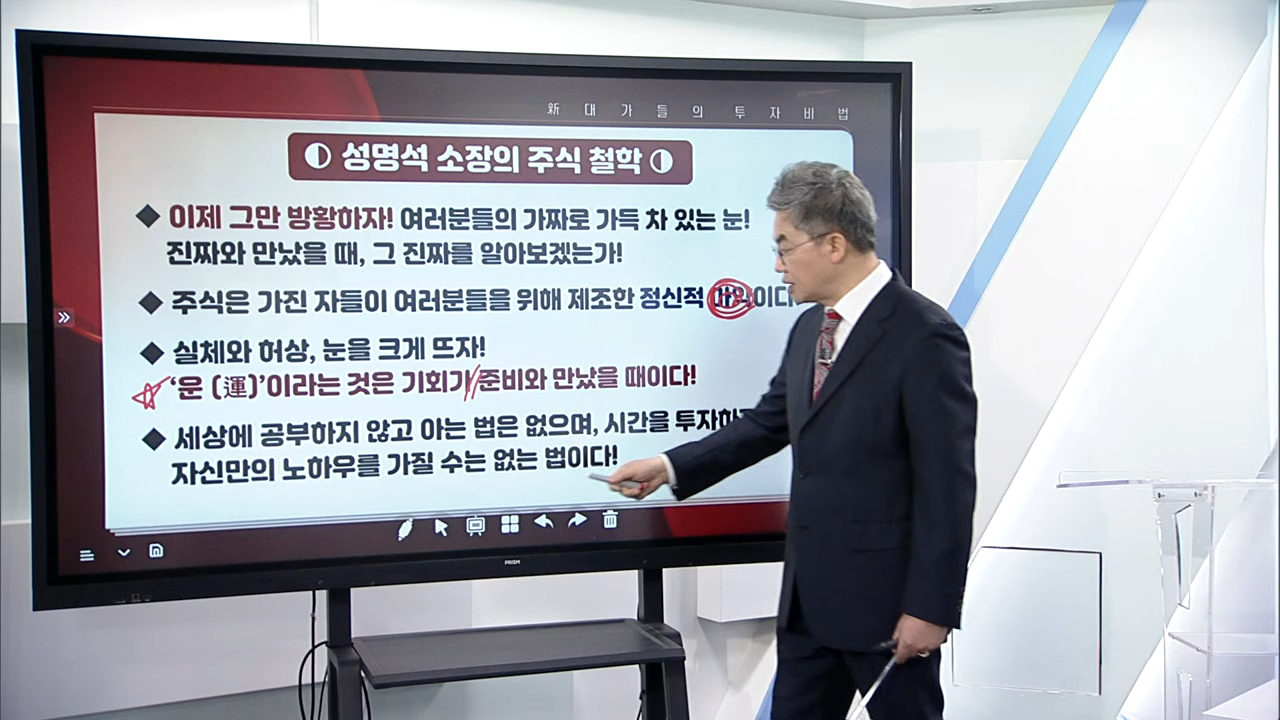 新 대가들의 투자비법
성명석 소장의 주식 철학
이제 그만 방황하자! 여러분들의 가짜로 가득 차 있는 눈!
진짜와 만났을 때, 그 진짜를 알아보겠는가!
주식은 가진 자들이 여러분들을 위해 제조한 정신적 이다
실체와 허상, 눈을 크게 뜨자!
‘운 (運)’이라는 것은 기회가 준비와 만났을 때이다!
세상에 공부하지 않고 아는 법은 없으며, 시간을 투자하
자신만의 노하우를 가질 수는 없는 법이다!
PRISM